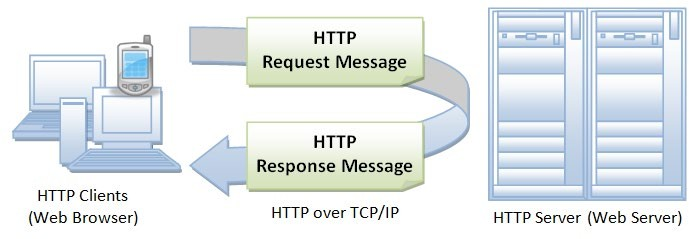 HTTP
Request Message
HTTP
Response Message
HTTP Clients
(Web Browser)
HTTP over TCP/IP
HTTP Server (Web Server)